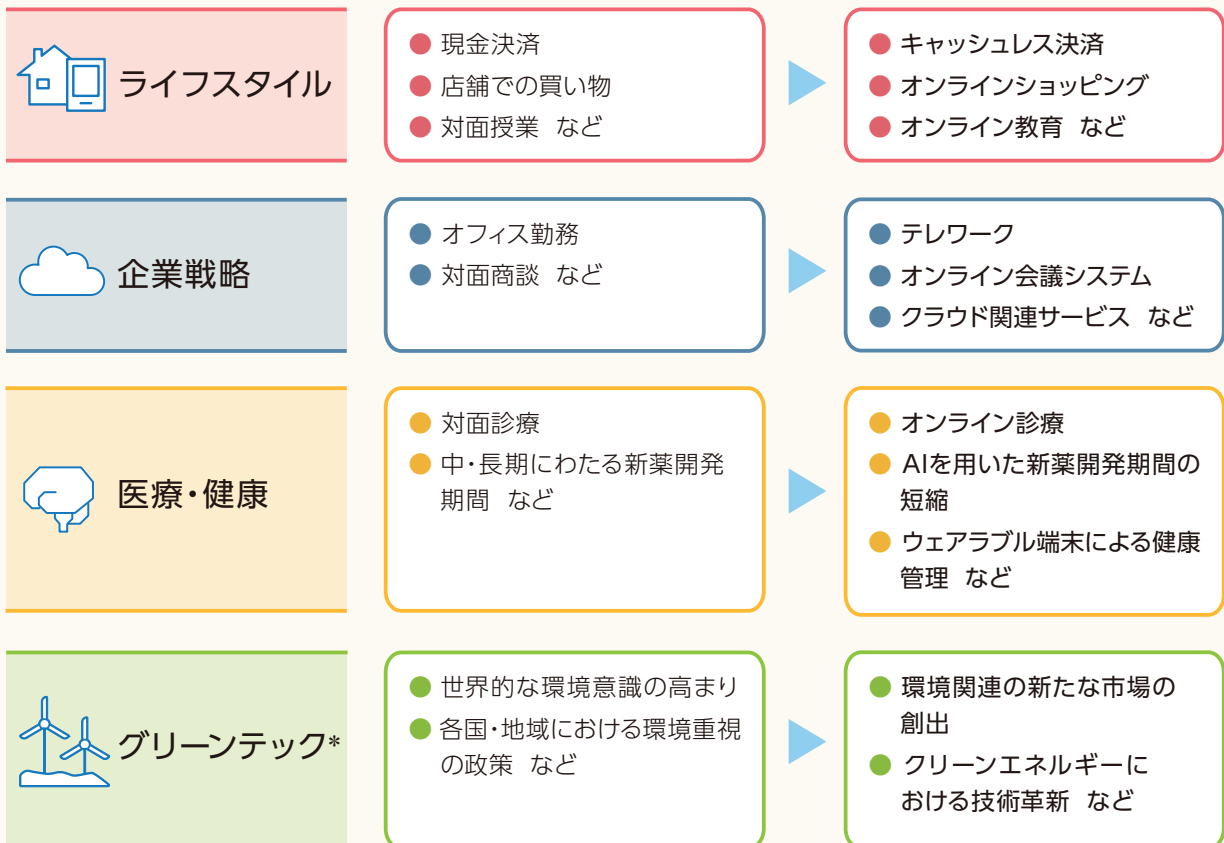 ライフスタイル
現金決済
店舗での買い物
対面授業 など
キャッシュレス決済
オンラインショッピング
オンライン教育 など
企業戦略
オフィス勤務
対面商談 など
テレワーク
オンライン会議システム
クラウド関連サービス など
医療・健康
対面診療
中・長期にわたる新薬開発
期間 など
オンライン診療
AIを用いた新薬開発期間の
短縮
ウェアラブル端末による健康
管理 など
グリーンテック*
世界的な環境意識の高まり
各国・地域における環境重視
の政策 など
環境関連の新たな市場の
創出
クリーンエネルギーに
おける技術革新 など